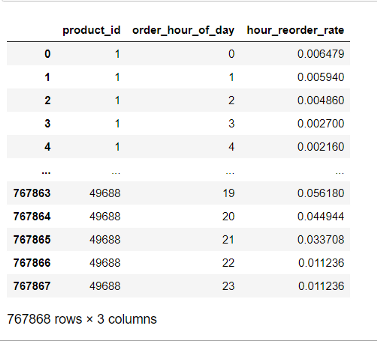 product_id order_hour_of_day hour_reorder_rate
0 1 0 0.006479
1 1 1 0.005940
2 1 2 0.004860
3 1 3 0.002700
4 1 4 0.002160
... ... ... ...
767863 49688 19 0.056180
767864 49688 20 0.044944
767865 49688 21 0.033708
767866 49688 22 0.011236
767867 49688 23 0.011236
767868 rows × 3 columns